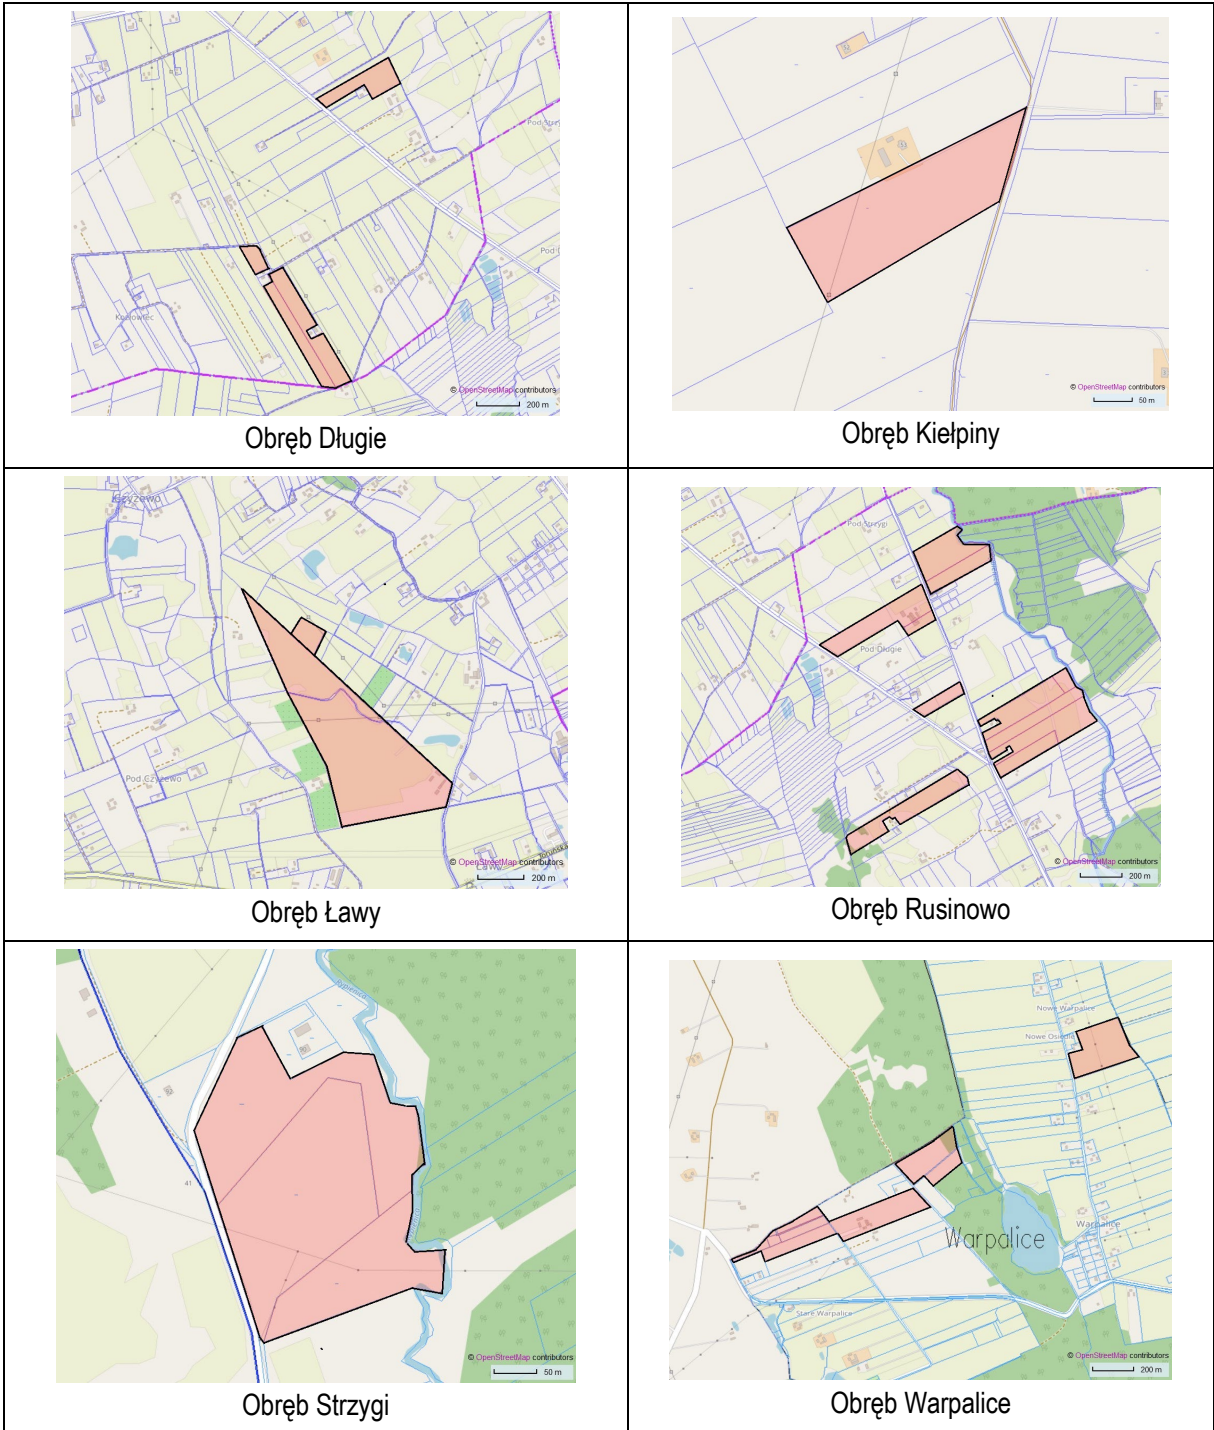 Pod Strzygi
Pod D
Kozłowiec
© OpenStreetMap contributors
200 m
Obręb Długie
© OpenStreetMap contributors
50 m
Obręb Kiełpiny
Czyżewo
Pod Czyżewo
© OpenStreetMap contributors
200 m
Obręb Ławy
Pod Strzygi
Pod Długie
© OpenStreetMap contributors
200 m
Obręb Rusinowo
Rypienica
41
© OpenStreetMap contributors
50 m
Obręb Strzygi
Nowe Warpalice
Nowe Osiedle
Warpalice
Warpalice
Stare Warpalice
© OpenStreetMap contributors
200 m
Obręb Warpalice